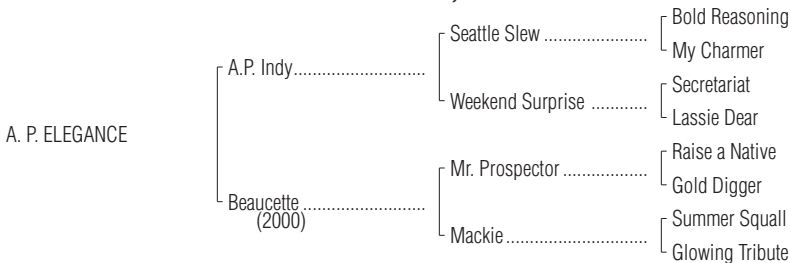 Bold Reasoning
Seattle Slew .......................
My Charmer
A.P. Indy.............................
Secretariat
Weekend Surprise ............
Lassie Dear
A. P. ELEGANCE
Raise a Native
Mr. Prospector ..................
Gold Digger
Beaucette ...........................
(2000)
Summer Squall
Mackie ...............................
Glowing Tribute